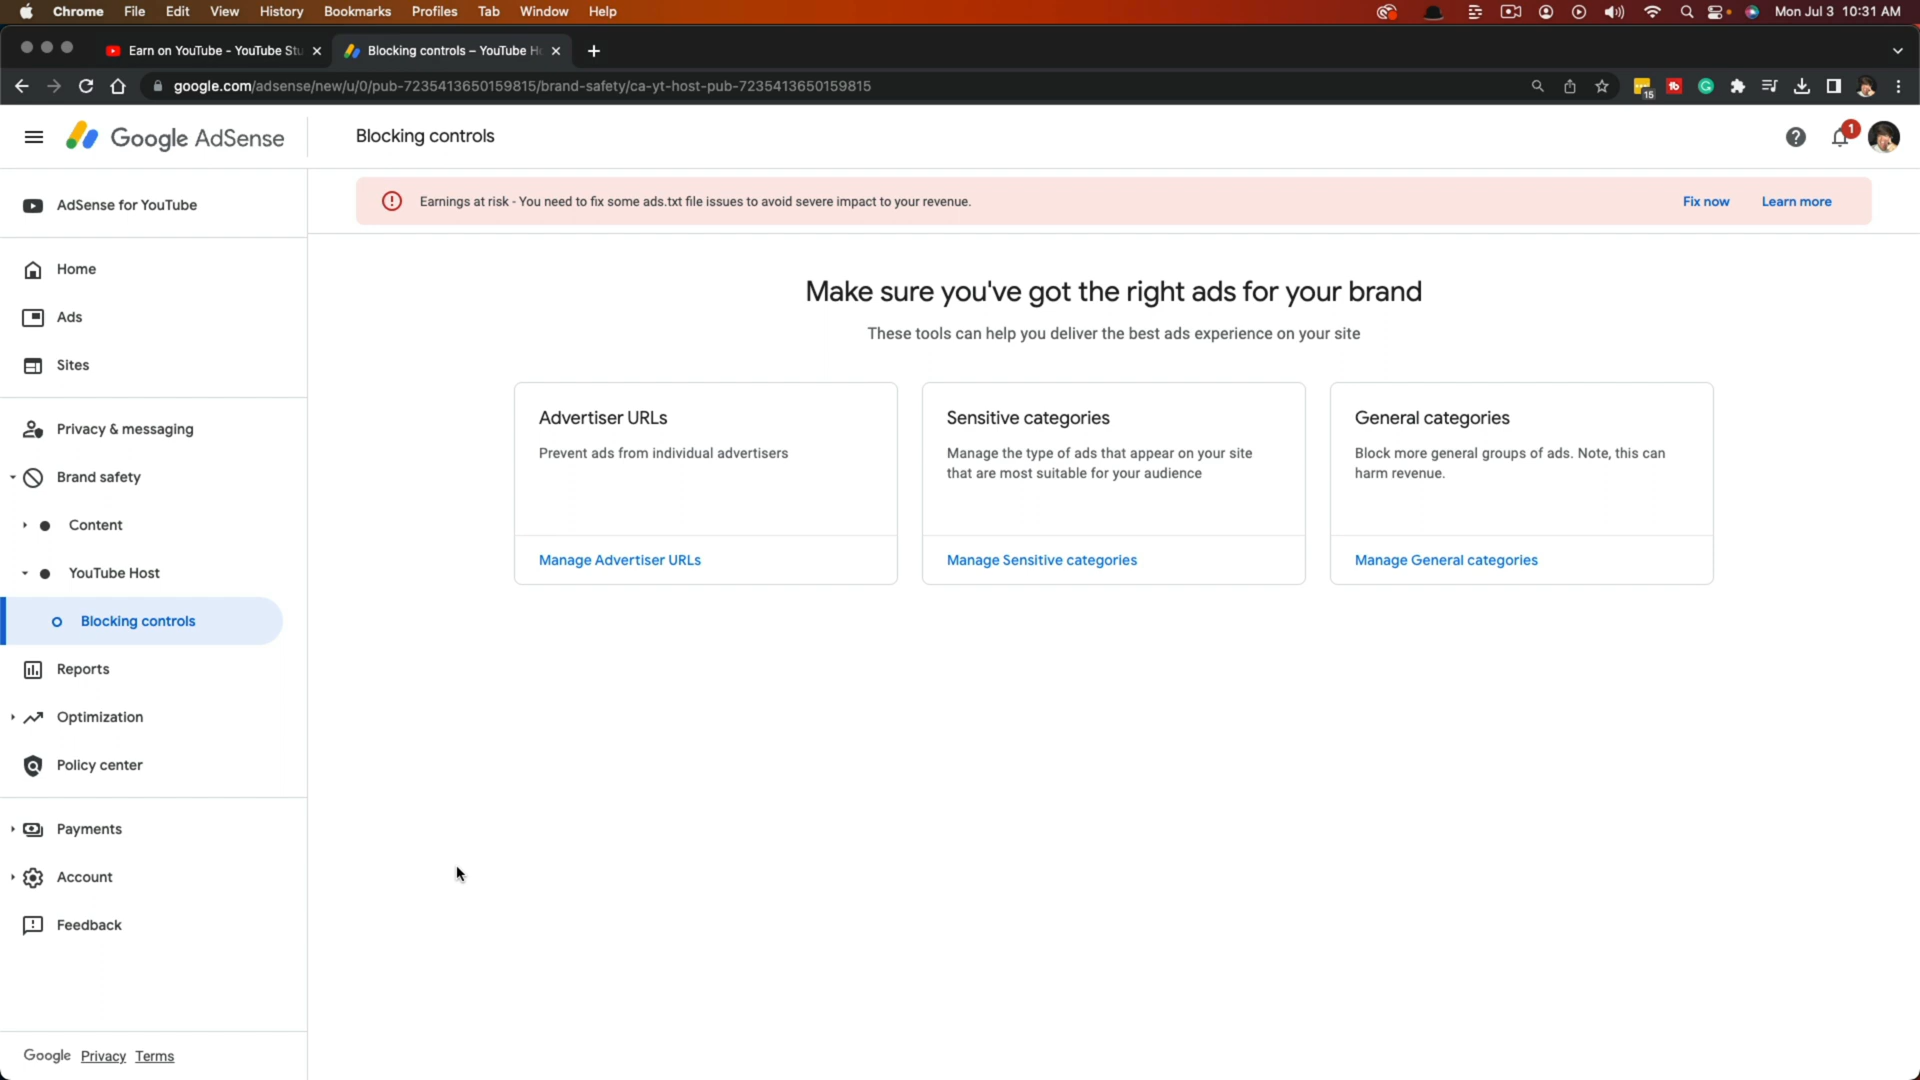 Chrome File Edit View History Bookmarks Profiles Tab Window Help Mon Jul 3 10:31 AM
Earn on YouTube - YouTube Stu Blocking controls – YouTube Ho
google.com/adsense/new/u/0/pub-7235413650159815/brand-safety/ca-yt-host-pub-7235413650159815
15
Google AdSense
Blocking controls
1
AdSense for YouTube
Home
Ads
Sites
Privacy & messaging
Brand safety
Content
YouTube Host
Blocking controls
Reports
Optimization
Policy center
Payments
Account
Feedback
Google Privacy Terms
Earnings at risk - You need to fix some ads.txt file issues to avoid severe impact to your revenue.
Fix now Learn more
Make sure you've got the right ads for your brand
These tools can help you deliver the best ads experience on your site
Advertiser URLs
Prevent ads from individual advertisers
Manage Advertiser URLs
Sensitive categories
Manage the type of ads that appear on your site
that are most suitable for your audience
Manage Sensitive categories
General categories
Block more general groups of ads. Note, this can
harm revenue.
Manage General categories